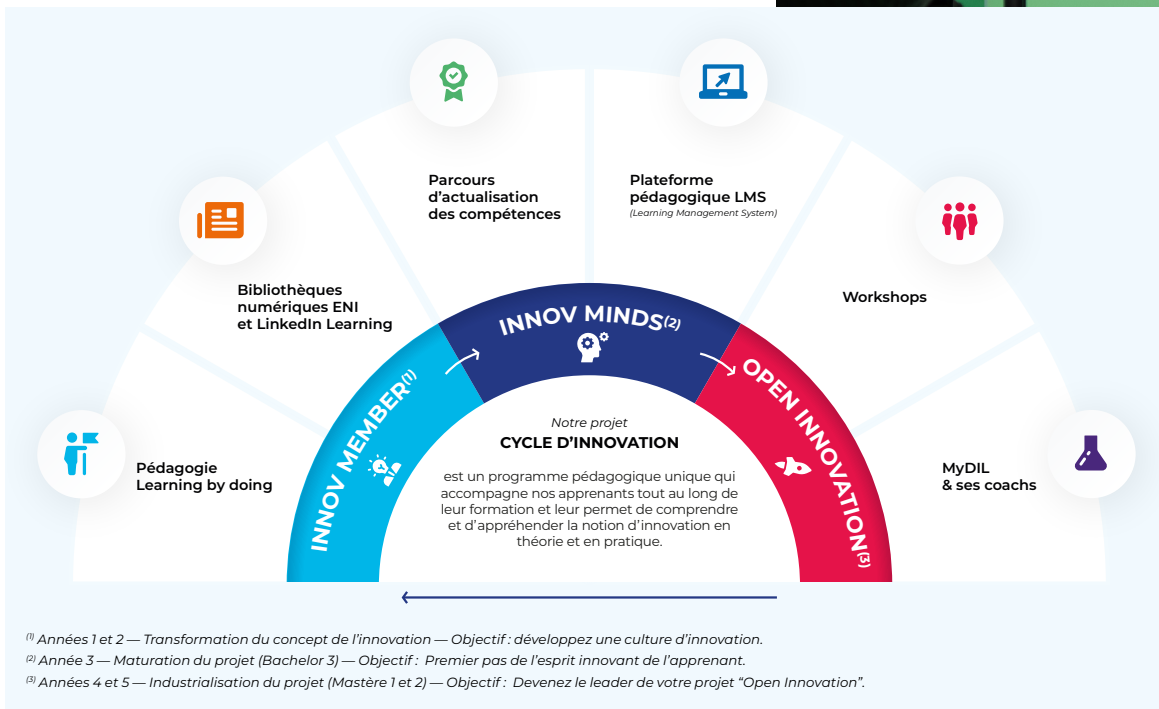 Parcours
d’actualisation
des compétences
Plateforme
pédagogique LMS
(Learning Management System)
Bibliothèques
numériques ENI
et LinkedIn Learning
Workshops
Pédagogie
Learning by doing
MyDIL
& ses coachs
INNOV MEMBER(1)
INNOV MINDS(2)
OPEN INNOVATION(3)
Notre projet
CYCLE D’INNOVATION
est un programme pédagogique unique qui
accompagne nos apprenants tout au long de
leur formation et leur permet de comprendre
et d’appréhender la notion d’innovation en
théorie et en pratique.
(1) Années 1 et 2 — Transformation du concept de l’innovation — Objectif : développez une culture d’innovation.
(2) Année 3 — Maturation du projet (Bachelor 3) — Objectif : Premier pas de l’esprit innovant de l’apprenant.
(3) Années 4 et 5 — Industrialisation du projet (Mastère 1 et 2) — Objectif : Devenez le leader de votre projet “Open Innovation”.